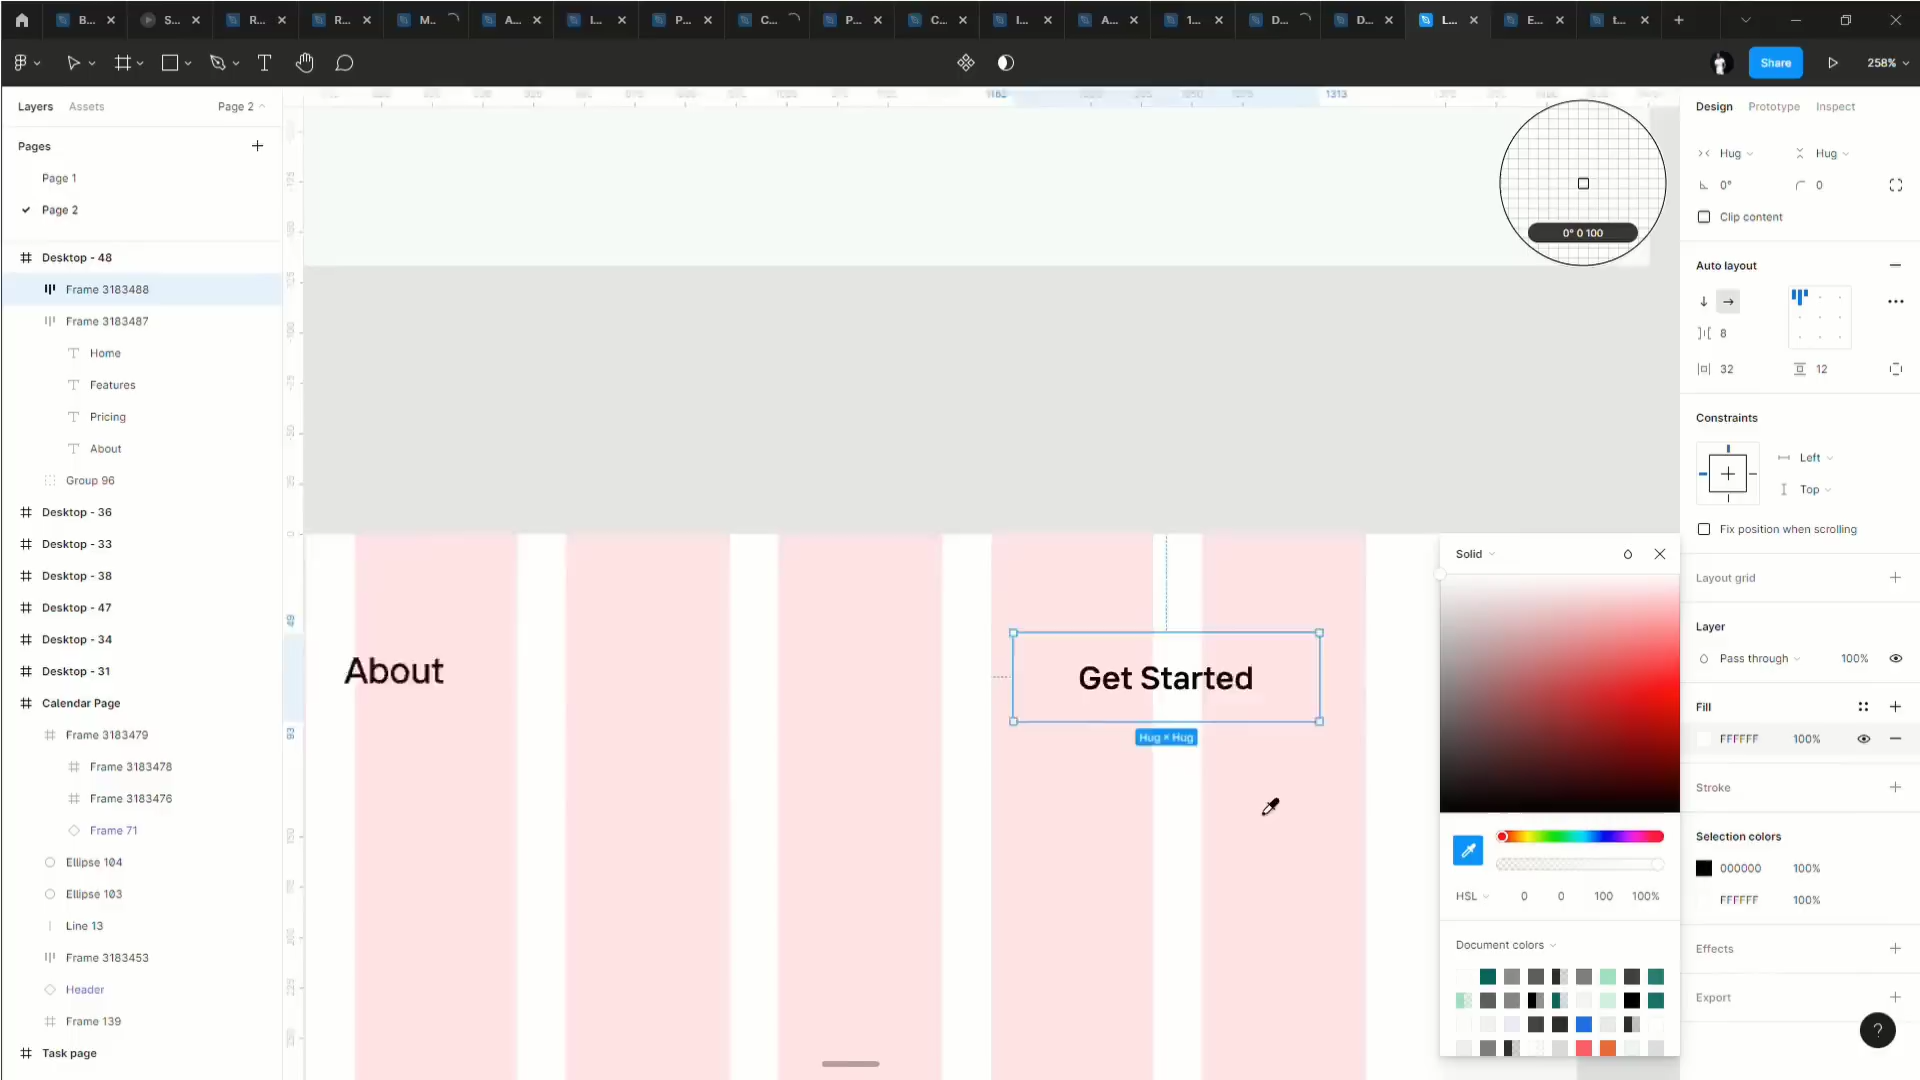 B...
S...
R...
R...
M...
A...
I...
P...
C...
P...
C...
I...
A...
1...
D...
D...
L...
E...
t...
Share
258%
Layers
Assets
Page 2
Pages
Page 1
Page 2
Desktop - 48
Frame 3183488
Frame 3183487
Home
Features
Pricing
About
Group 96
Desktop - 36
Desktop - 33
Desktop - 38
Desktop - 47
Desktop - 34
Desktop - 31
Calendar Page
Frame 3183479
Frame 3183478
Frame 3183476
Frame 71
Ellipse 104
Ellipse 103
Line 13
Frame 3183453
Header
Frame 139
Task page
1162
1313
49
93
0° 0 100
About
Get Started
Hug × Hug
Solid
HSL
0
0
100
100%
Document colors
Design
Prototype
Inspect
Hug
Hug
0°
0
Clip content
Auto layout
8
32
12
Constraints
Left
Top
Fix position when scrolling
Layout grid
Layer
Pass through
100%
Fill
FFFFFF
100%
Stroke
Selection colors
000000
100%
FFFFFF
100%
Effects
Export
?